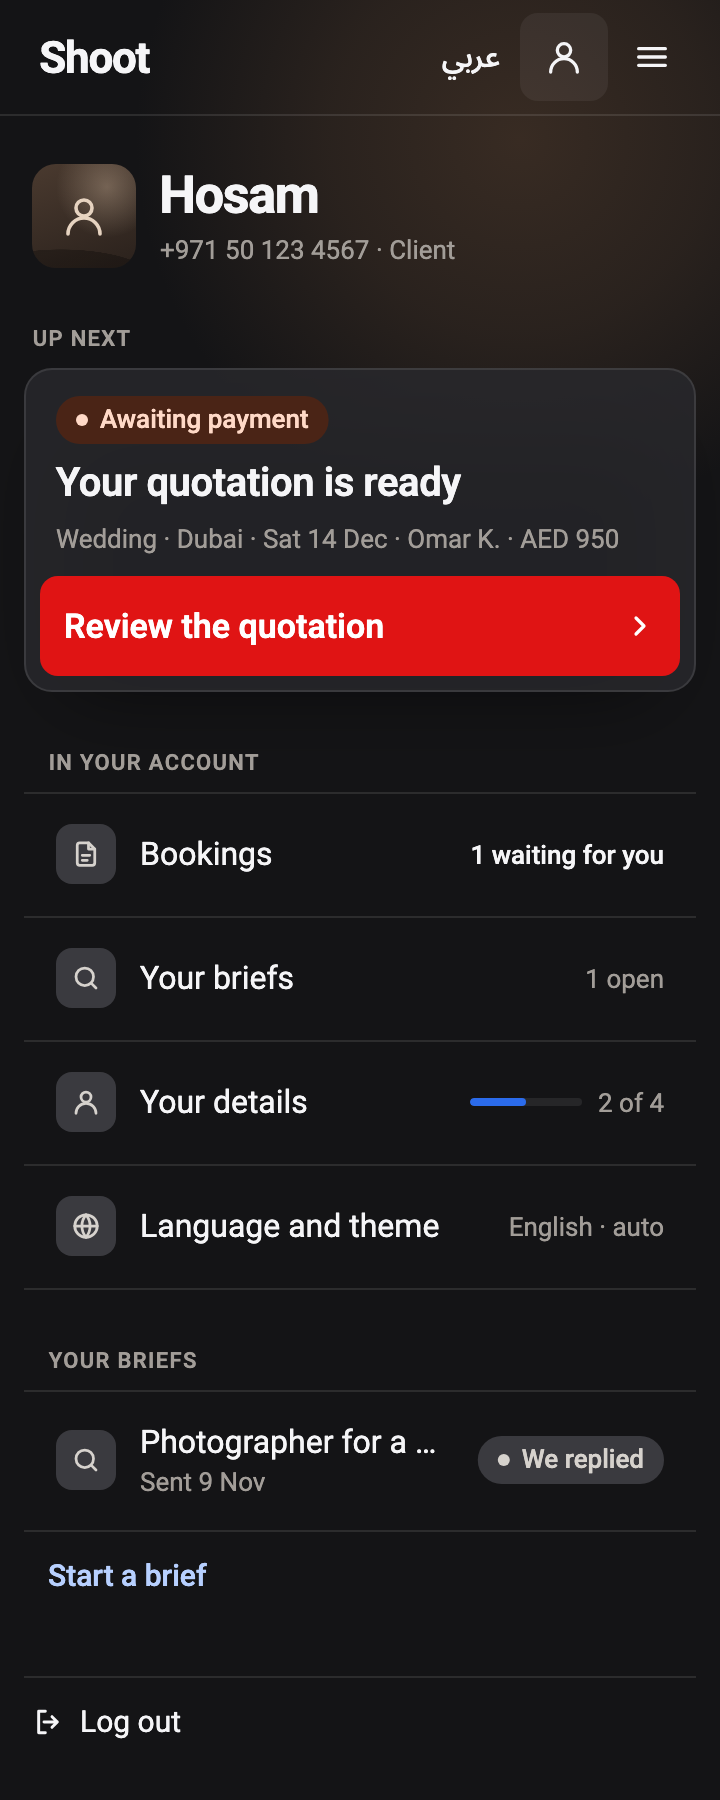 Shoot
عربي
Hosam
+971 50 123 4567 · Client
UP NEXT
Awaiting payment
Your quotation is ready
Wedding · Dubai · Sat 14 Dec · Omar K. · AED 950
Review the quotation
IN YOUR ACCOUNT
Bookings
1 waiting for you
Your briefs
1 open
Your details
2 of 4
Language and theme
English · auto
YOUR BRIEFS
Photographer for a ...
We replied
Sent 9 Nov
Start a brief
Log out